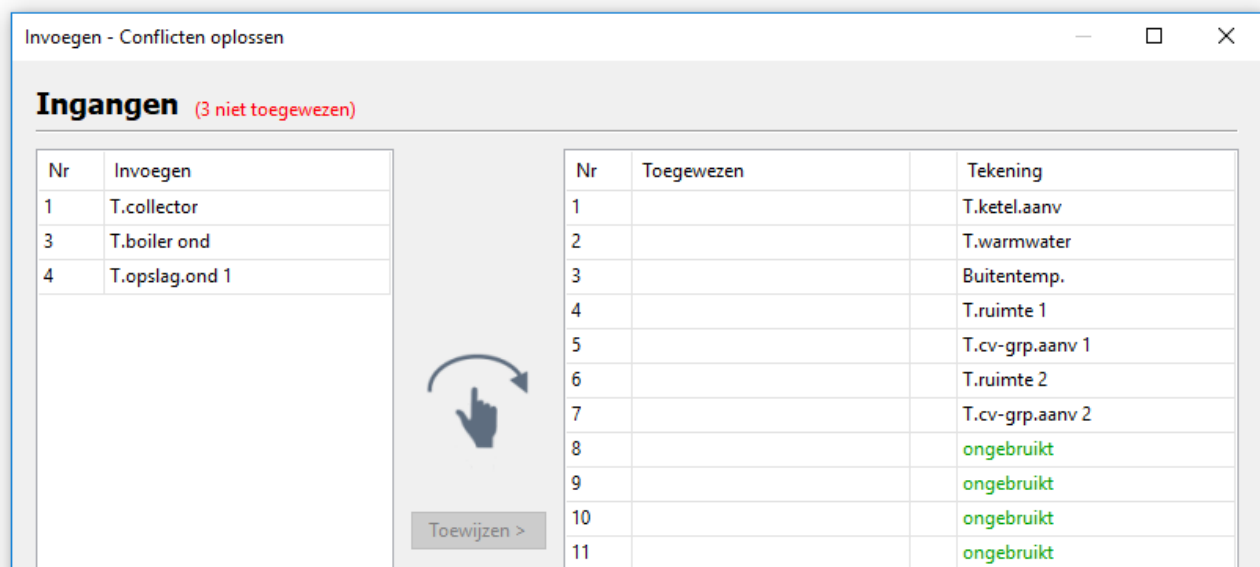 Invoegen - Conflicten oplossen
Ingangen (3 niet toegewezen)
Nr Invoegen
1 T.collector
3 T.boiler ond
4 T.opslag.ond 1
Toewijzen >
Nr Toegewezen Tekening
1 T.ketel.aanv
2 T.warmwater
3 Buitentemp.
4 T.ruimte 1
5 T.cv-grp.aanv 1
6 T.ruimte 2
7 T.cv-grp.aanv 2
8 ongebruikt
9 ongebruikt
10 ongebruikt
11 ongebruikt